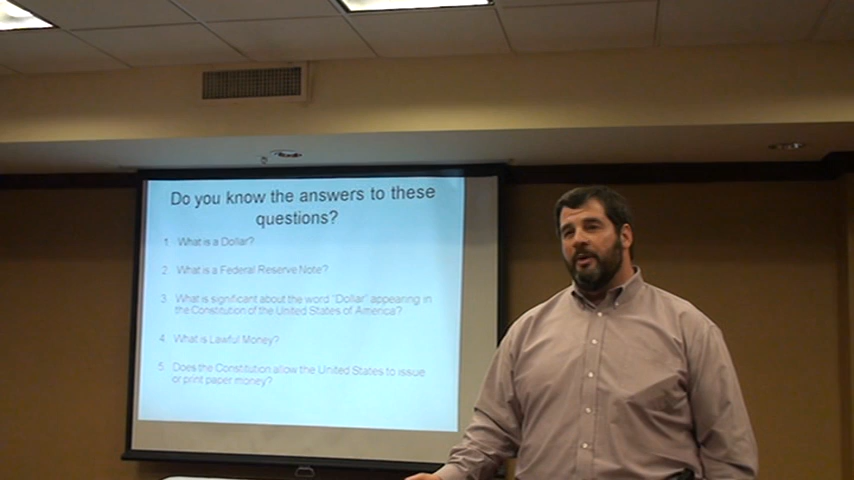 Do you know the answers to these
questions?
1. What is a Dollar?
2. What is a Federal Reserve Note?
3. What is significant about the word "Dollar" appearing in
the Constitution of the United States of America?
4. What is Lawful Money?
5. Does the Constitution allow the United States to issue
or print paper money?